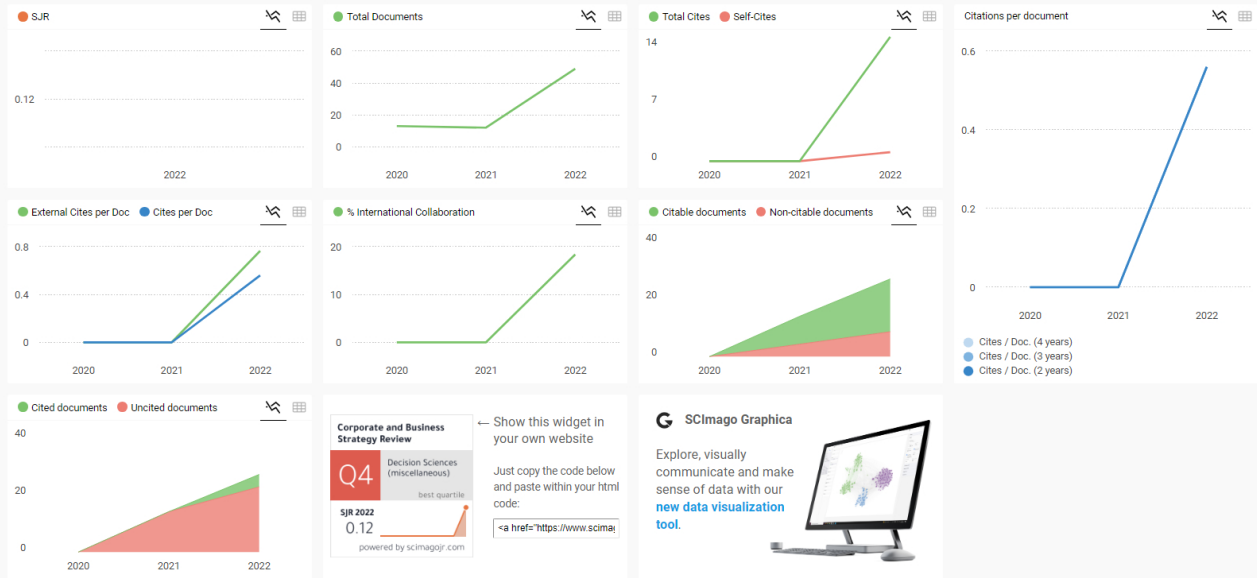 SJR
0.12
2022
Total Documents
60
40
20
0
2020 2021 2022
Total Cites Self-Cites
14
7
0
2020 2021 2022
Citations per document
0.6
0.4
0.2
0
2020 2021 2022
Cites / Doc. (4 years)
Cites / Doc. (3 years)
Cites / Doc. (2 years)
External Cites per Doc Cites per Doc
0.8
0.4
0
2020 2021 2022
% International Collaboration
20
10
0
2020 2021 2022
Citable documents Non-citable documents
40
20
0
2020 2021 2022
Cited documents Uncited documents
40
20
0
2020 2021 2022
Corporate and Business
Strategy Review
Q4
Decision Sciences
(miscellaneous)
best quartile
SJR 2022
0.12
powered by scimagojr.com
← Show this widget in
your own website
Just copy the code below
and paste within your html
code:
<a href="https://www.scimag
SCImago Graphica
Explore, visually
communicate and make
sense of data with our
new data visualization
tool.